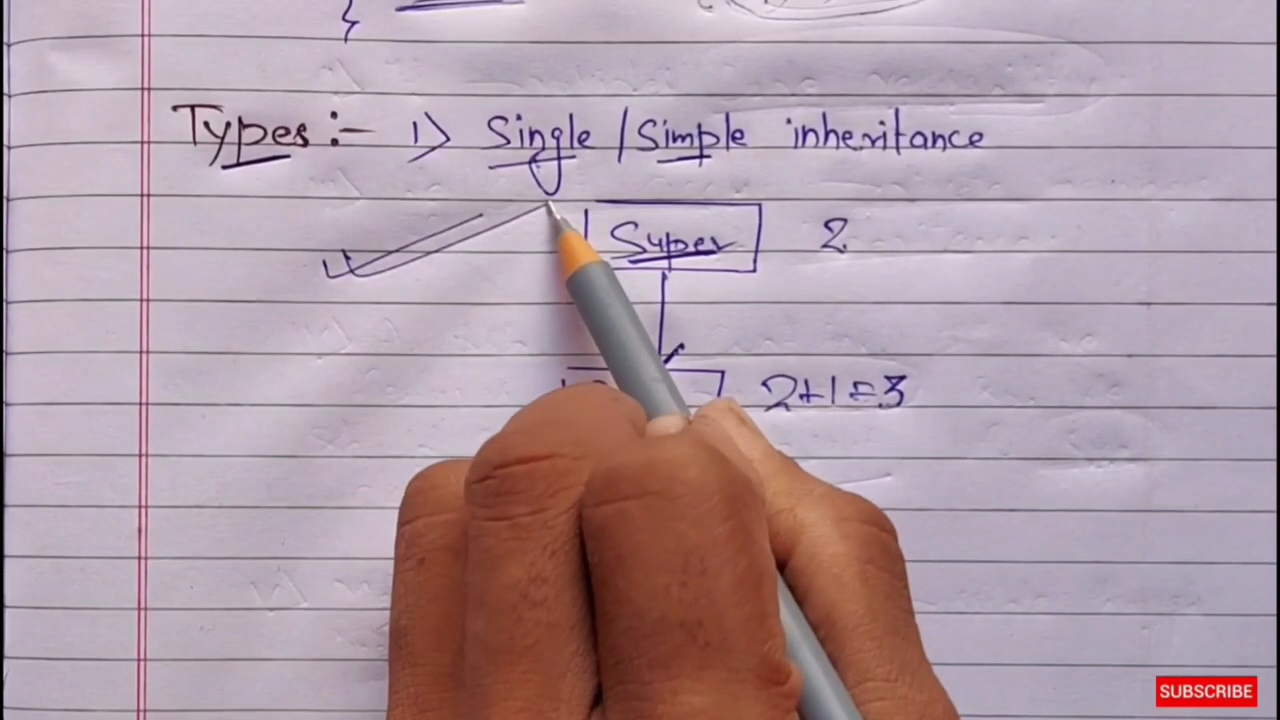 }
Types :- 1) Single / Simple inheritance
Super 2
2+1=3
SUBSCRIBE